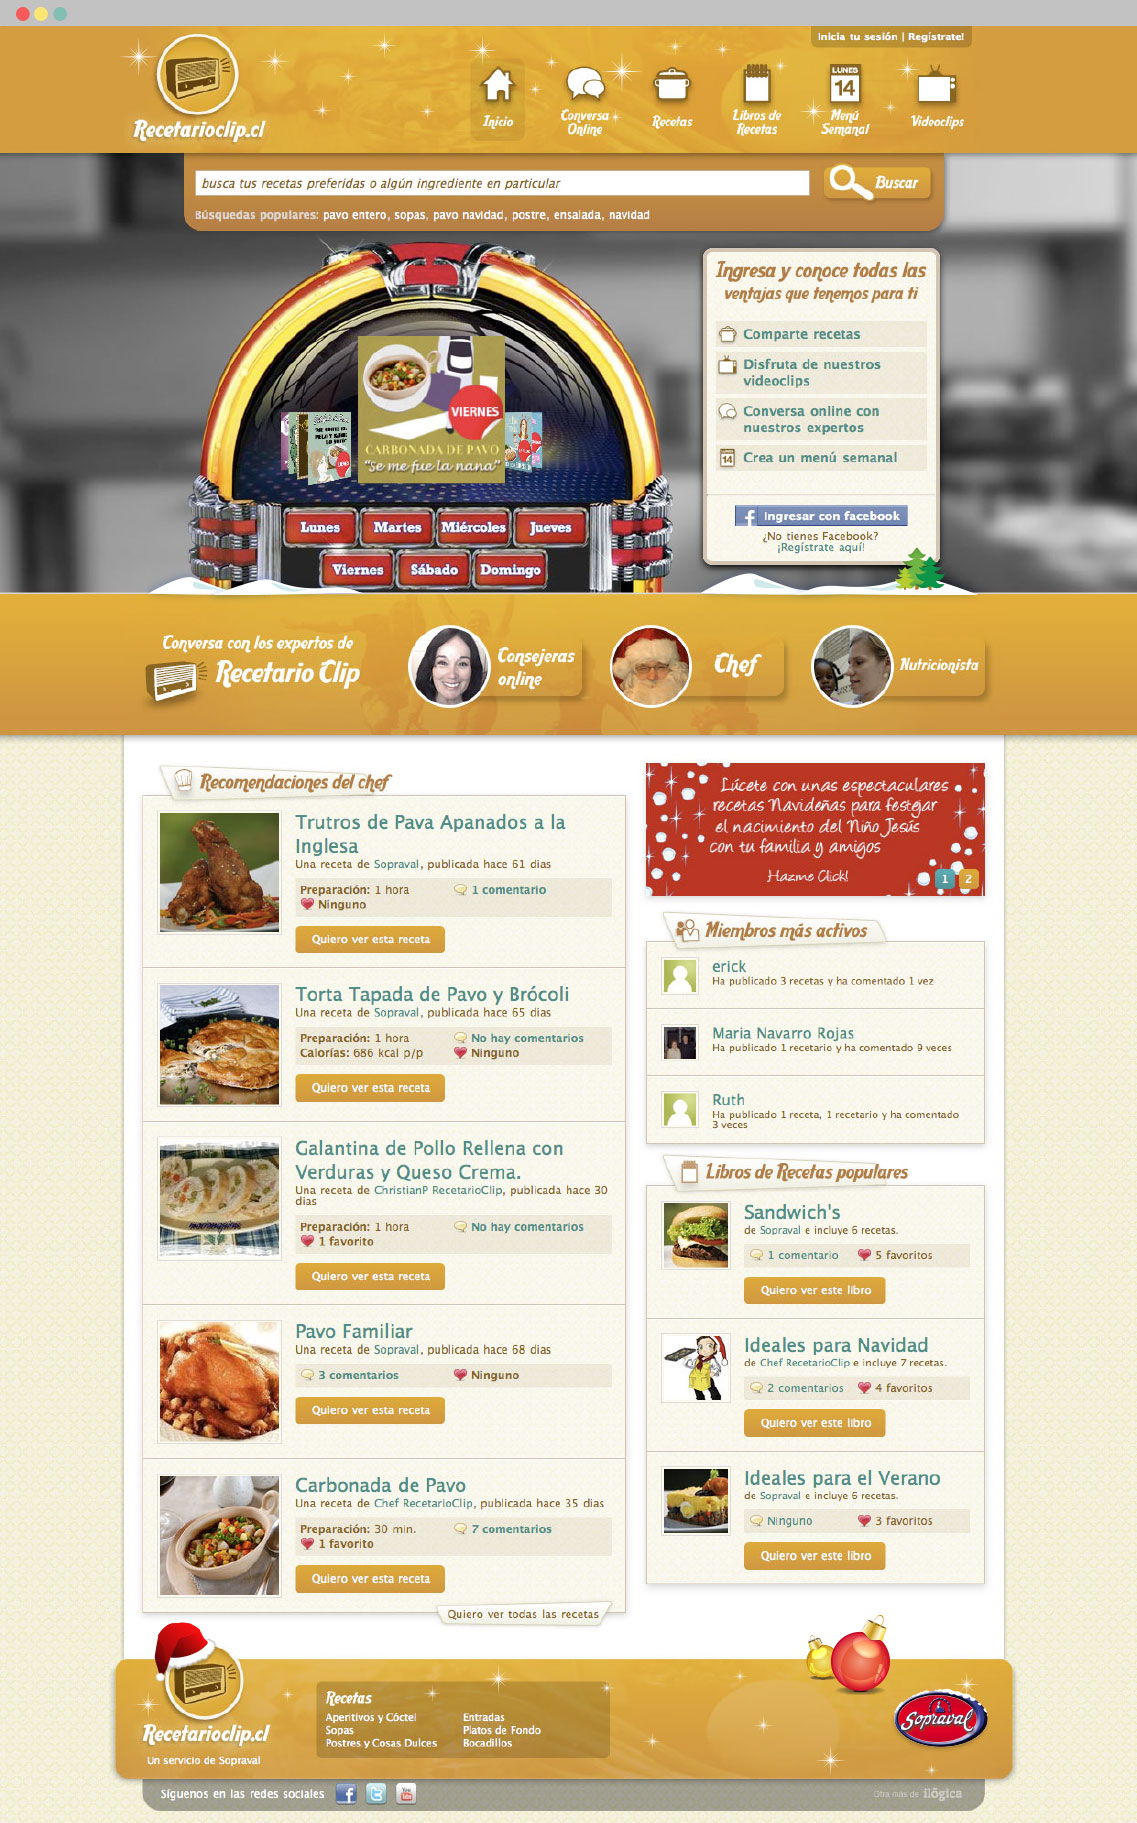 Inicia tu sesión | Regístrate!
Recetarioclip.cl
Inicio
Conversa
Online
Recetas
Libros de
Recetas
LUNES
14
Menú
Semanal
Videoclips
busca tus recetas preferidas o algún ingrediente en particular
Buscar
Búsquedas populares: pavo entero, sopas, pavo navidad, postre, ensalada, navidad
Ingresa y conoce todas las
ventajas que tenemos para ti
Comparte recetas
Disfruta de nuestros
videoclips
Conversa online con
nuestros expertos
14
Crea un menú semanal
Ingresar con facebook
¿No tienes Facebook?
¡Regístrate aquí!
VIERNES
CARBONADA DE PAVO
"Se me fue la nana"
Lunes
Martes
Miércoles
Jueves
Viernes
Sábado
Domingo
Conversa con los expertos de
Recetario Clip
Consejeras
online
Chef
Nutricionista
Recomendaciones del chef
Trutros de Pava Apanados a la
Inglesa
Una receta de Sopraval, publicada hace 61 dias
Preparación: 1 hora
1 comentario
Ninguno
Quiero ver esta receta
Torta Tapada de Pavo y Brócoli
Una receta de Sopraval, publicada hace 65 dias
Preparación: 1 hora
No hay comentarios
Calorías: 686 kcal p/p
Ninguno
Quiero ver esta receta
Galantina de Pollo Rellena con
Verduras y Queso Crema.
Una receta de ChristianP RecetarioClip, publicada hace 30
dias
Preparación: 1 hora
No hay comentarios
1 favorito
Quiero ver esta receta
Pavo Familiar
Una receta de Sopraval, publicada hace 68 dias
3 comentarios
Ninguno
Quiero ver esta receta
Carbonada de Pavo
Una receta de Chef RecetarioClip, publicada hace 35 dias
Preparación: 30 min.
7 comentarios
1 favorito
Quiero ver esta receta
Quiero ver todas las recetas
Lúcete con unas espectaculares
recetas Navideñas para festejar
el nacimiento del Niño Jesús
con tu familia y amigos
Hazme Click!
1 2
Miembros más activos
erick
Ha publicado 3 recetas y ha comentado 1 vez
Maria Navarro Rojas
Ha publicado 1 recetario y ha comentado 9 veces
Ruth
Ha publicado 1 receta, 1 recetario y ha comentado
3 veces
Libros de Recetas populares
Sandwich's
de Sopraval e incluye 6 recetas.
1 comentario
5 favoritos
Quiero ver este libro
Ideales para Navidad
de Chef RecetarioClip e incluye 7 recetas.
2 comentarios
4 favoritos
Quiero ver este libro
Ideales para el Verano
de Sopraval e incluye 6 recetas.
Ninguno
3 favoritos
Quiero ver este libro
Recetarioclip.cl
Un servicio de Sopraval
Recetas
Aperitivos y Cóctel
Entradas
Sopas
Platos de Fondo
Postres y Cosas Dulces
Bocadillos
Sopraval
Síguenos en las redes sociales
Otra más de ilógica